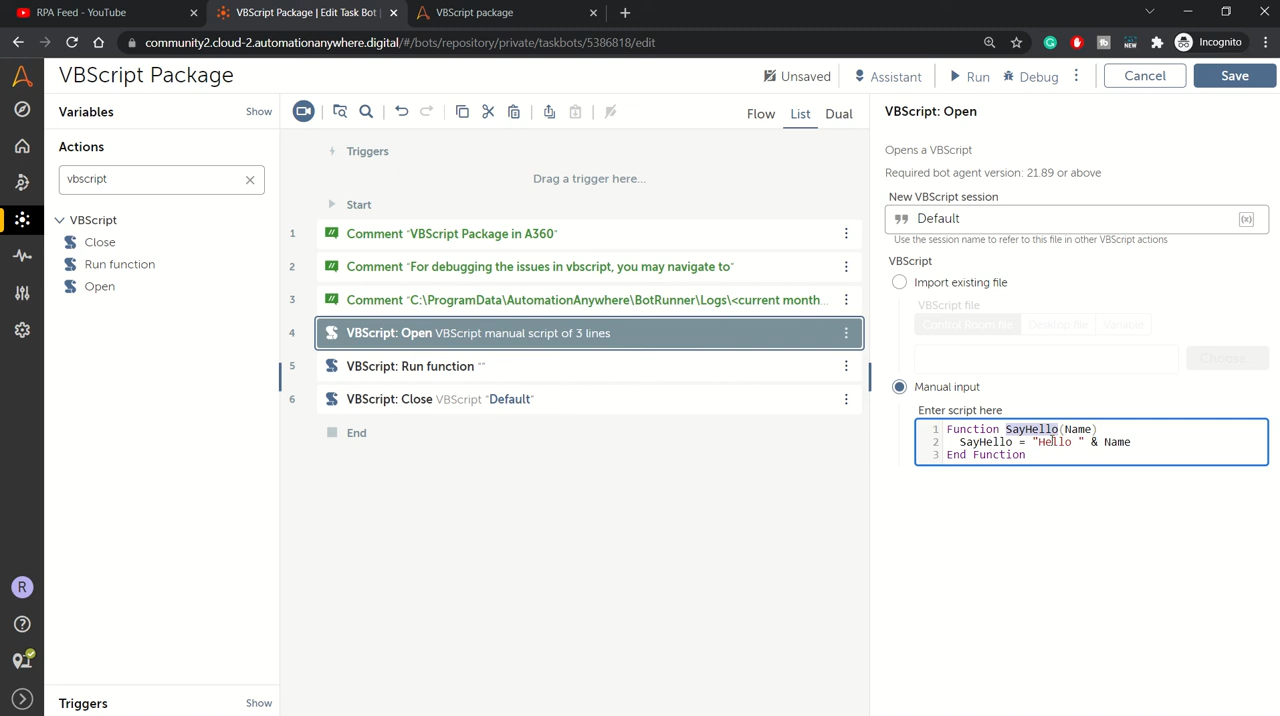 RPA Feed - YouTube
VBScript Package | Edit Task Bot |
VBScript package
community2.cloud-2.automationanywhere.digital/#/bots/repository/private/taskbots/5386818/edit
Incognito
VBScript Package
Unsaved
Assistant
Run
Debug
Cancel
Save
Variables
Show
Actions
vbscript
VBScript
Close
Run function
Open
Triggers
Show
Flow
List
Dual
Triggers
Drag a trigger here...
Start
1 Comment "VBScript Package in A360"
2 Comment "For debugging the issues in vbscript, you may navigate to"
3 Comment "C:\ProgramData\AutomationAnywhere\BotRunner\Logs\<current month...
4 VBScript: Open VBScript manual script of 3 lines
5 VBScript: Run function ""
6 VBScript: Close VBScript "Default"
End
VBScript: Open
Opens a VBScript
Required bot agent version: 21.89 or above
New VBScript session
Default
(x)
Use the session name to refer to this file in other VBScript actions
VBScript
Import existing file
VBScript file
Control Room file
Desktop file
Variable
Choose...
Manual input
Enter script here
1 Function SayHello(Name)
2 SayHello = "Hello " & Name
3 End Function
R
NEW